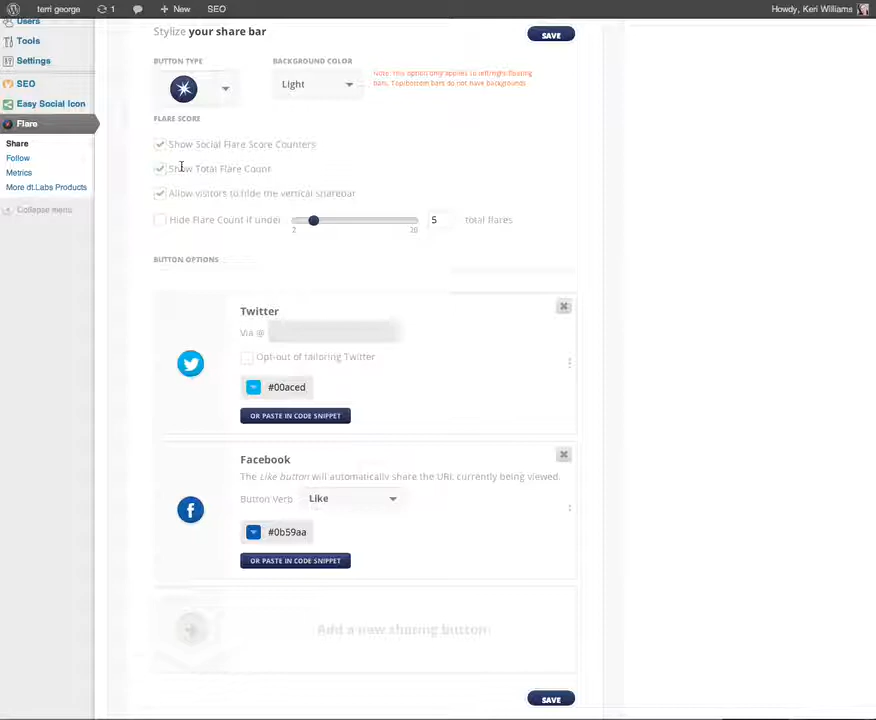 terri george
1
+ New
SEO
Howdy, Keri Williams
Users
Tools
Settings
SEO
Easy Social Icon
Flare
Share
Follow
Metrics
More dt.Labs Products
Collapse menu
Stylize your share bar
SAVE
BUTTON TYPE
BACKGROUND COLOR
Light
Note: This option only applies to left/right floating
bars. Top/bottom bars do not have backgrounds.
FLARE SCORE
Show Social Flare Score Counters
Show Total Flare Count
Allow visitors to hide the vertical sharebar
Hide Flare Count if under
2
20
5
total flares
BUTTON OPTIONS
Twitter
Via @
Opt-out of tailoring Twitter
#00aced
OR PASTE IN CODE SNIPPET
Facebook
The Like button will automatically share the URL currently being viewed.
Button Verb
Like
#0b59aa
OR PASTE IN CODE SNIPPET
Add a new sharing button
SAVE